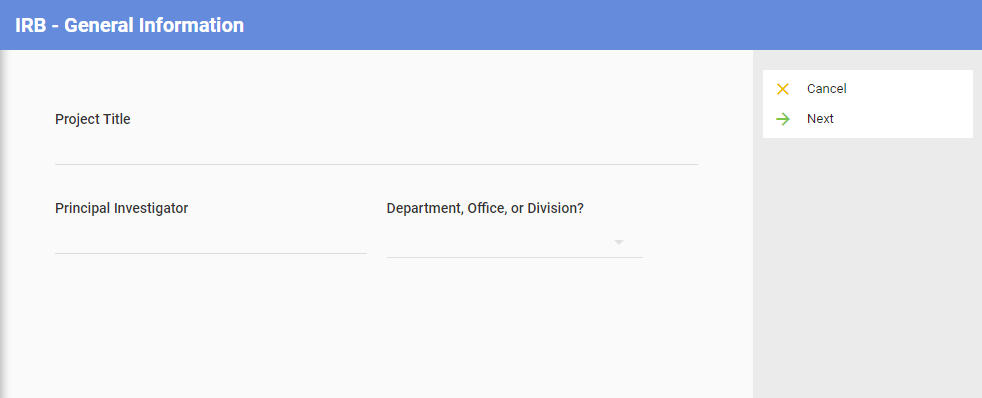 IRB - General Information
Project Title
Principal Investigator
Department, Office, or Division?
Cancel
Next